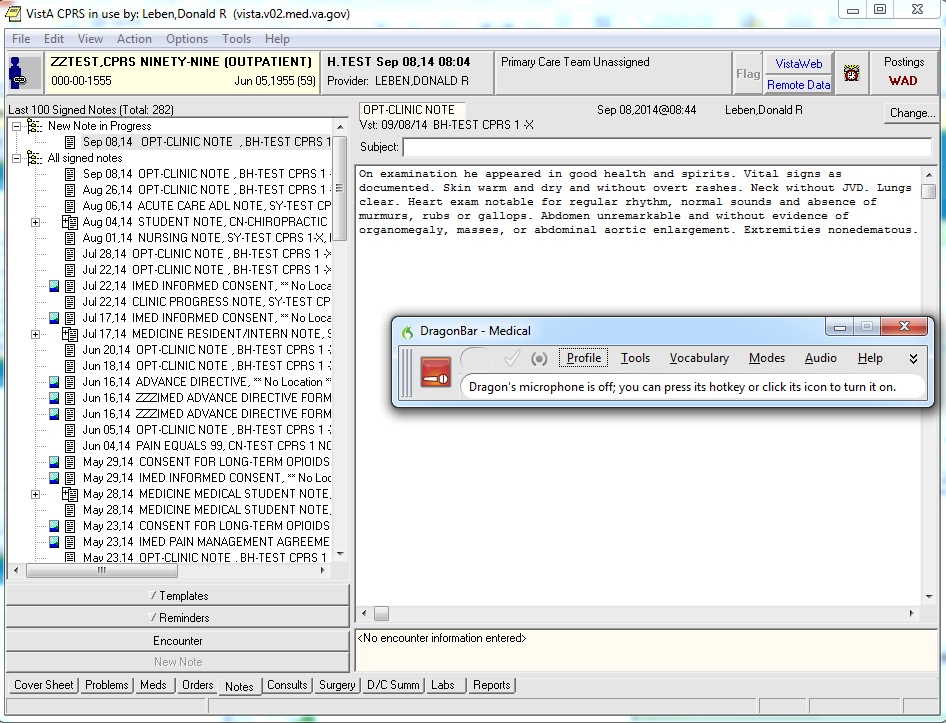 VistA CPRS in use by: Leben,Donald R (vista.v02.med.va.gov)
File Edit View Action Options Tools Help
ZZTEST,CPRS NINETY-NINE (OUTPATIENT)
000-00-1555 Jun 05,1955 (59)
H.TEST Sep 08,14 08:04
Provider: LEBEN,DONALD R
Primary Care Team Unassigned
Flag
VistaWeb
Remote Data
Postings
WAD
Last 100 Signed Notes (Total: 282)
New Note in Progress
Sep 08,14 OPT-CLINIC NOTE , BH-TEST CPRS 1
All signed notes
Sep 08,14 OPT-CLINIC NOTE , BH-TEST CPRS 1 -
Aug 26,14 OPT-CLINIC NOTE , BH-TEST CPRS 1 -
Aug 06,14 ACUTE CARE ADL NOTE, SY-TEST CP
Aug 04,14 STUDENT NOTE, CN-CHIROPRACTIC
Aug 01,14 NURSING NOTE, SY-TEST CPRS 1-X,
Jul 28,14 OPT-CLINIC NOTE , BH-TEST CPRS 1 -X
Jul 22,14 OPT-CLINIC NOTE , BH-TEST CPRS 1 -X
Jul 22,14 IMED INFORMED CONSENT, ** No Loca
Jul 22,14 CLINIC PROGRESS NOTE, SY-TEST CP
Jul 17,14 IMED INFORMED CONSENT, ** No Loca
Jul 17,14 MEDICINE RESIDENT/INTERN NOTE, S
Jun 20,14 OPT-CLINIC NOTE , BH-TEST CPRS 1 -
Jun 18,14 OPT-CLINIC NOTE , BH-TEST CPRS 1 -
Jun 16,14 ADVANCE DIRECTIVE, ** No Location *
Jun 16,14 ZZZIMED ADVANCE DIRECTIVE FORM
Jun 16,14 ZZZIMED ADVANCE DIRECTIVE FORM
Jun 05,14 OPT-CLINIC NOTE , BH-TEST CPRS 1 -
Jun 04,14 PAIN EQUALS 99, CN-TEST CPRS 1 NO
May 29,14 CONSENT FOR LONG-TERM OPIOIDS
May 29,14 IMED INFORMED CONSENT, ** No Loc
May 28,14 MEDICINE MEDICAL STUDENT NOTE,
May 28,14 MEDICINE MEDICAL STUDENT NOTE,
May 23,14 CONSENT FOR LONG-TERM OPIOIDS
May 23,14 IMED PAIN MANAGEMENT AGREEME
May 23,14 OPT-CLINIC NOTE , BH-TEST CPRS 1
Templates
Reminders
Encounter
New Note
OPT-CLINIC NOTE Sep 08,2014@08:44 Leben,Donald R Change...
Vst: 09/08/14 BH-TEST CPRS 1 -X
Subject:
On examination he appeared in good health and spirits. Vital signs as
documented. Skin warm and dry and without overt rashes. Neck without JVD. Lungs
clear. Heart exam notable for regular rhythm, normal sounds and absence of
murmurs, rubs or gallops. Abdomen unremarkable and without evidence of
organomegaly, masses, or abdominal aortic enlargement. Extremities nonedematous.
DragonBar - Medical
Profile Tools Vocabulary Modes Audio Help
Dragon's microphone is off; you can press its hotkey or click its icon to turn it on.
<No encounter information entered>
Cover Sheet Problems Meds Orders Notes Consults Surgery D/C Summ Labs Reports